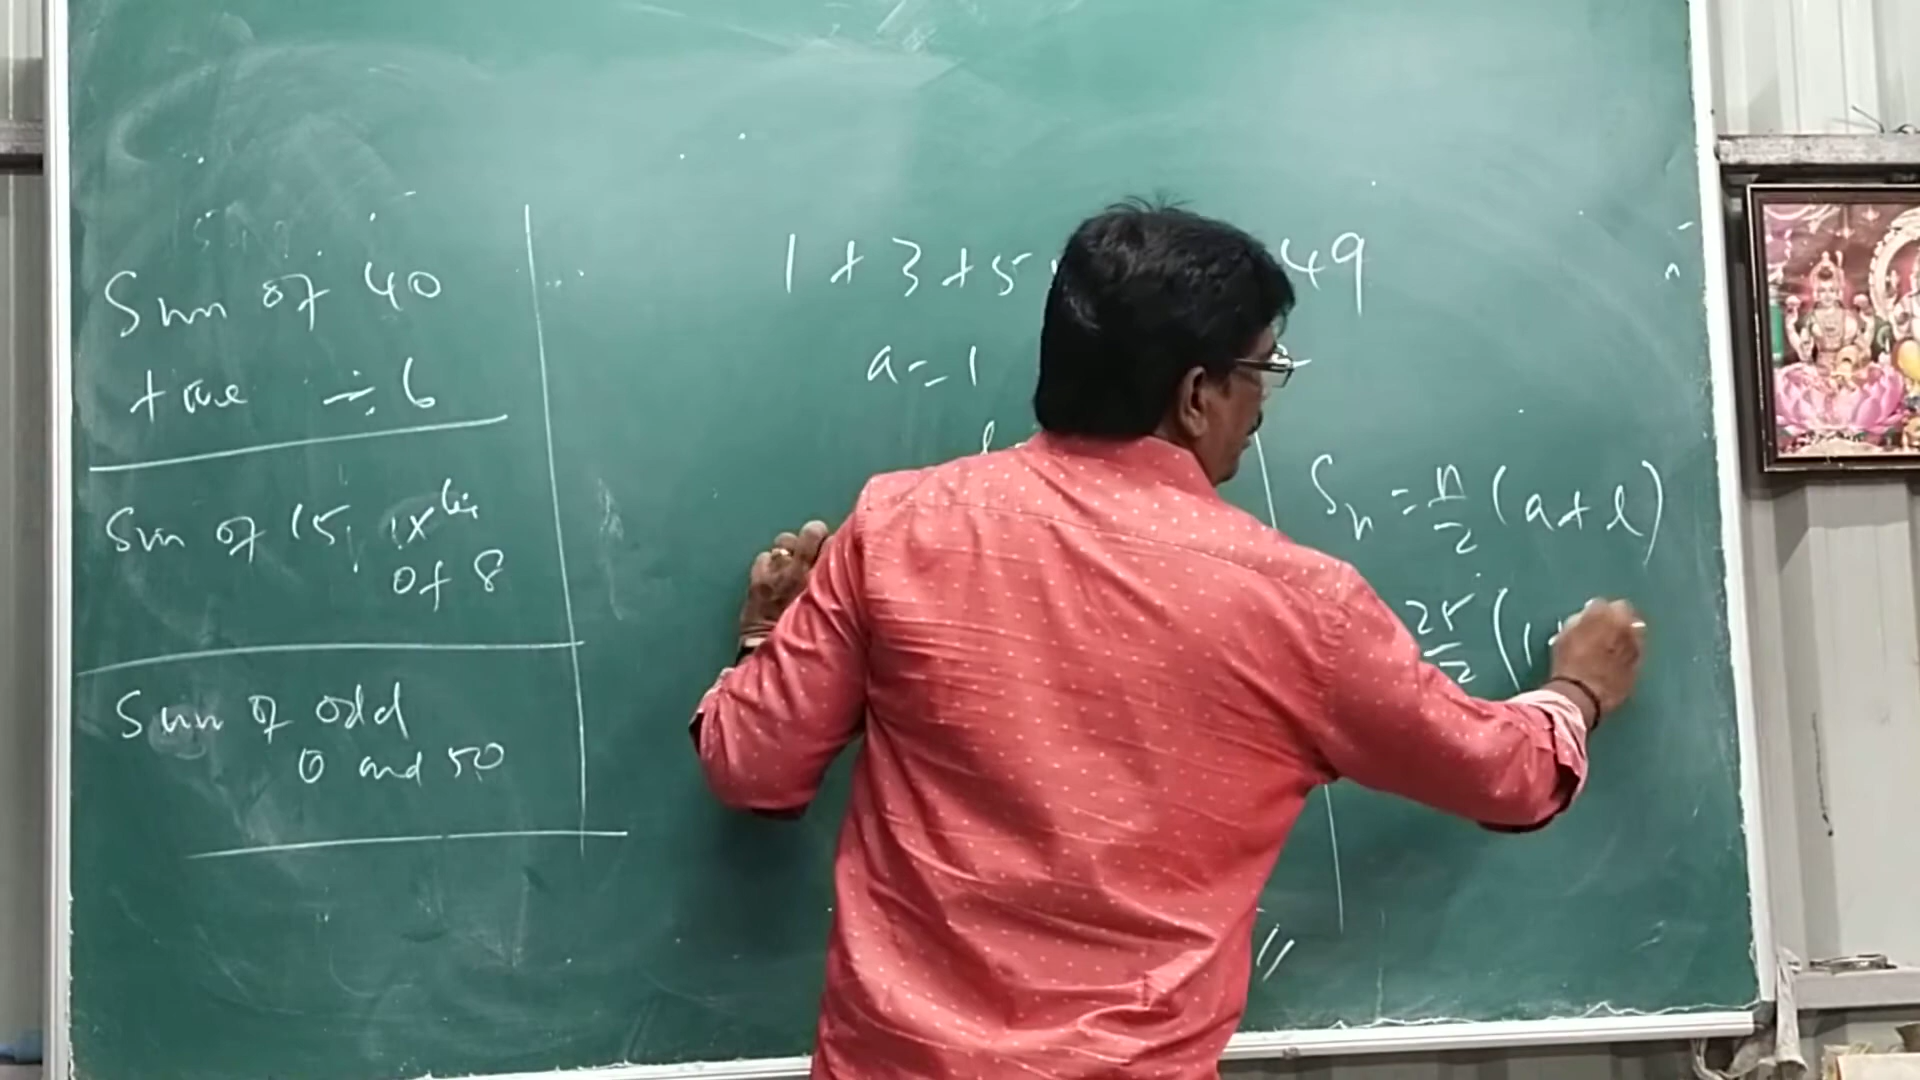 Sum of 40
+ ive ÷ 6
Sum of 15
of 8
Sum of odd
0 and 50
1 + 3 + 5
49
a = 1
Sn = n/2 (a + l)
25/2 (1 +